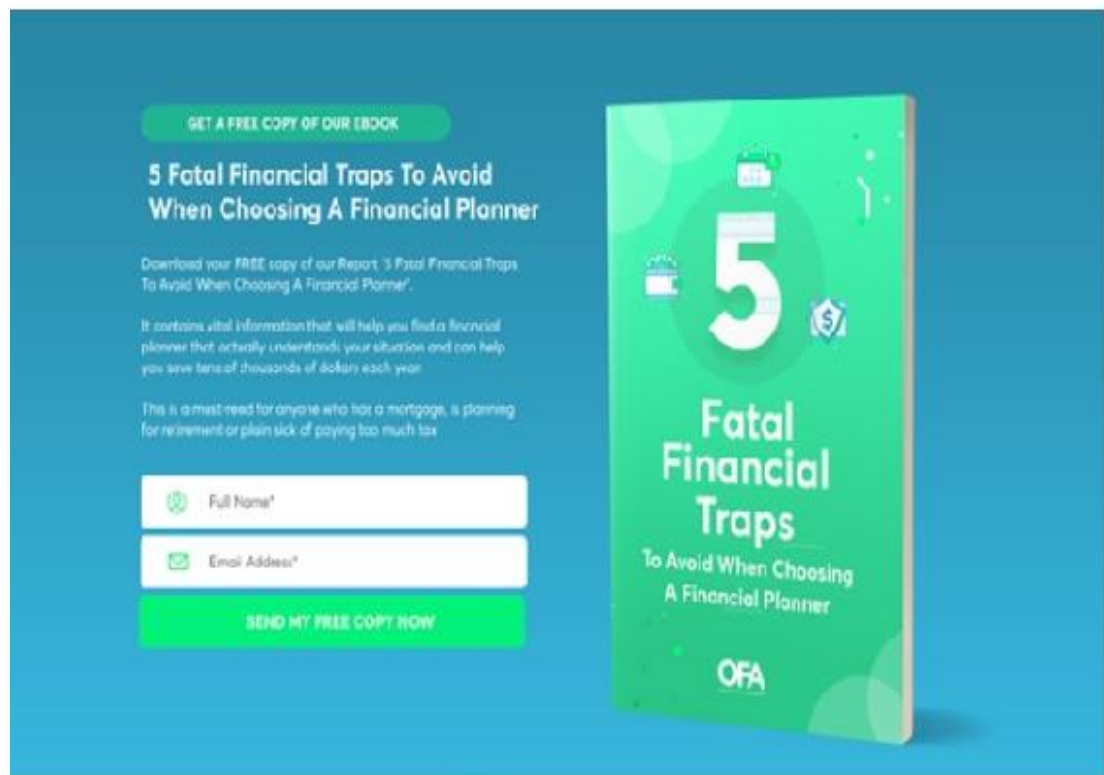 GET A FREE COPY OF OUR EBOOK
5 Fatal Financial Traps To Avoid
When Choosing A Financial Planner
Download your FREE copy of our Report, '5 Fatal Financial Traps
To Avoid When Choosing A Financial Planner'.
It contains vital information that will help you find a financial
planner that actually understands your situation and can help
you save tens of thousands of dollars each year
This is a must-read for anyone who has a mortgage, is planning
for retirement or plain sick of paying too much tax
Full Name*
Email Address*
SEND MY FREE COPY NOW
5
Fatal
Financial
Traps
To Avoid When Choosing
A Financial Planner
OFA